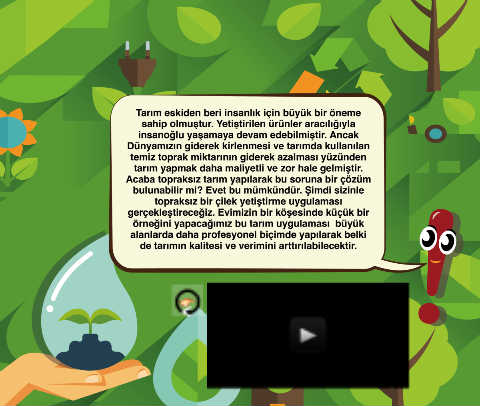 Tarım eskiden beri insanlık için büyük bir öneme
sahip olmuştur. Yetiştirilen ürünler aracılığıyla
insanoğlu yaşamaya devam edebilmiştir. Ancak
Dünyamızın giderek kirlenmesi ve tarımda kullanılan
temiz toprak miktarının giderek azalması yüzünden
tarım yapmak daha maliyetli ve zor hale gelmiştir.
Acaba topraksız tarım yapılarak bu soruna bir çözüm
bulunabilir mi? Evet bu mümkündür. Şimdi sizinle
topraksız bir çilek yetiştirme uygulaması
gerçekleştireceğiz. Evimizin bir köşesinde küçük bir
örneğini yapacağımız bu tarım uygulaması büyük
alanlarda daha profesyonel biçimde yapılarak belki
de tarımın kalitesi ve verimini arttırılabilecektir.